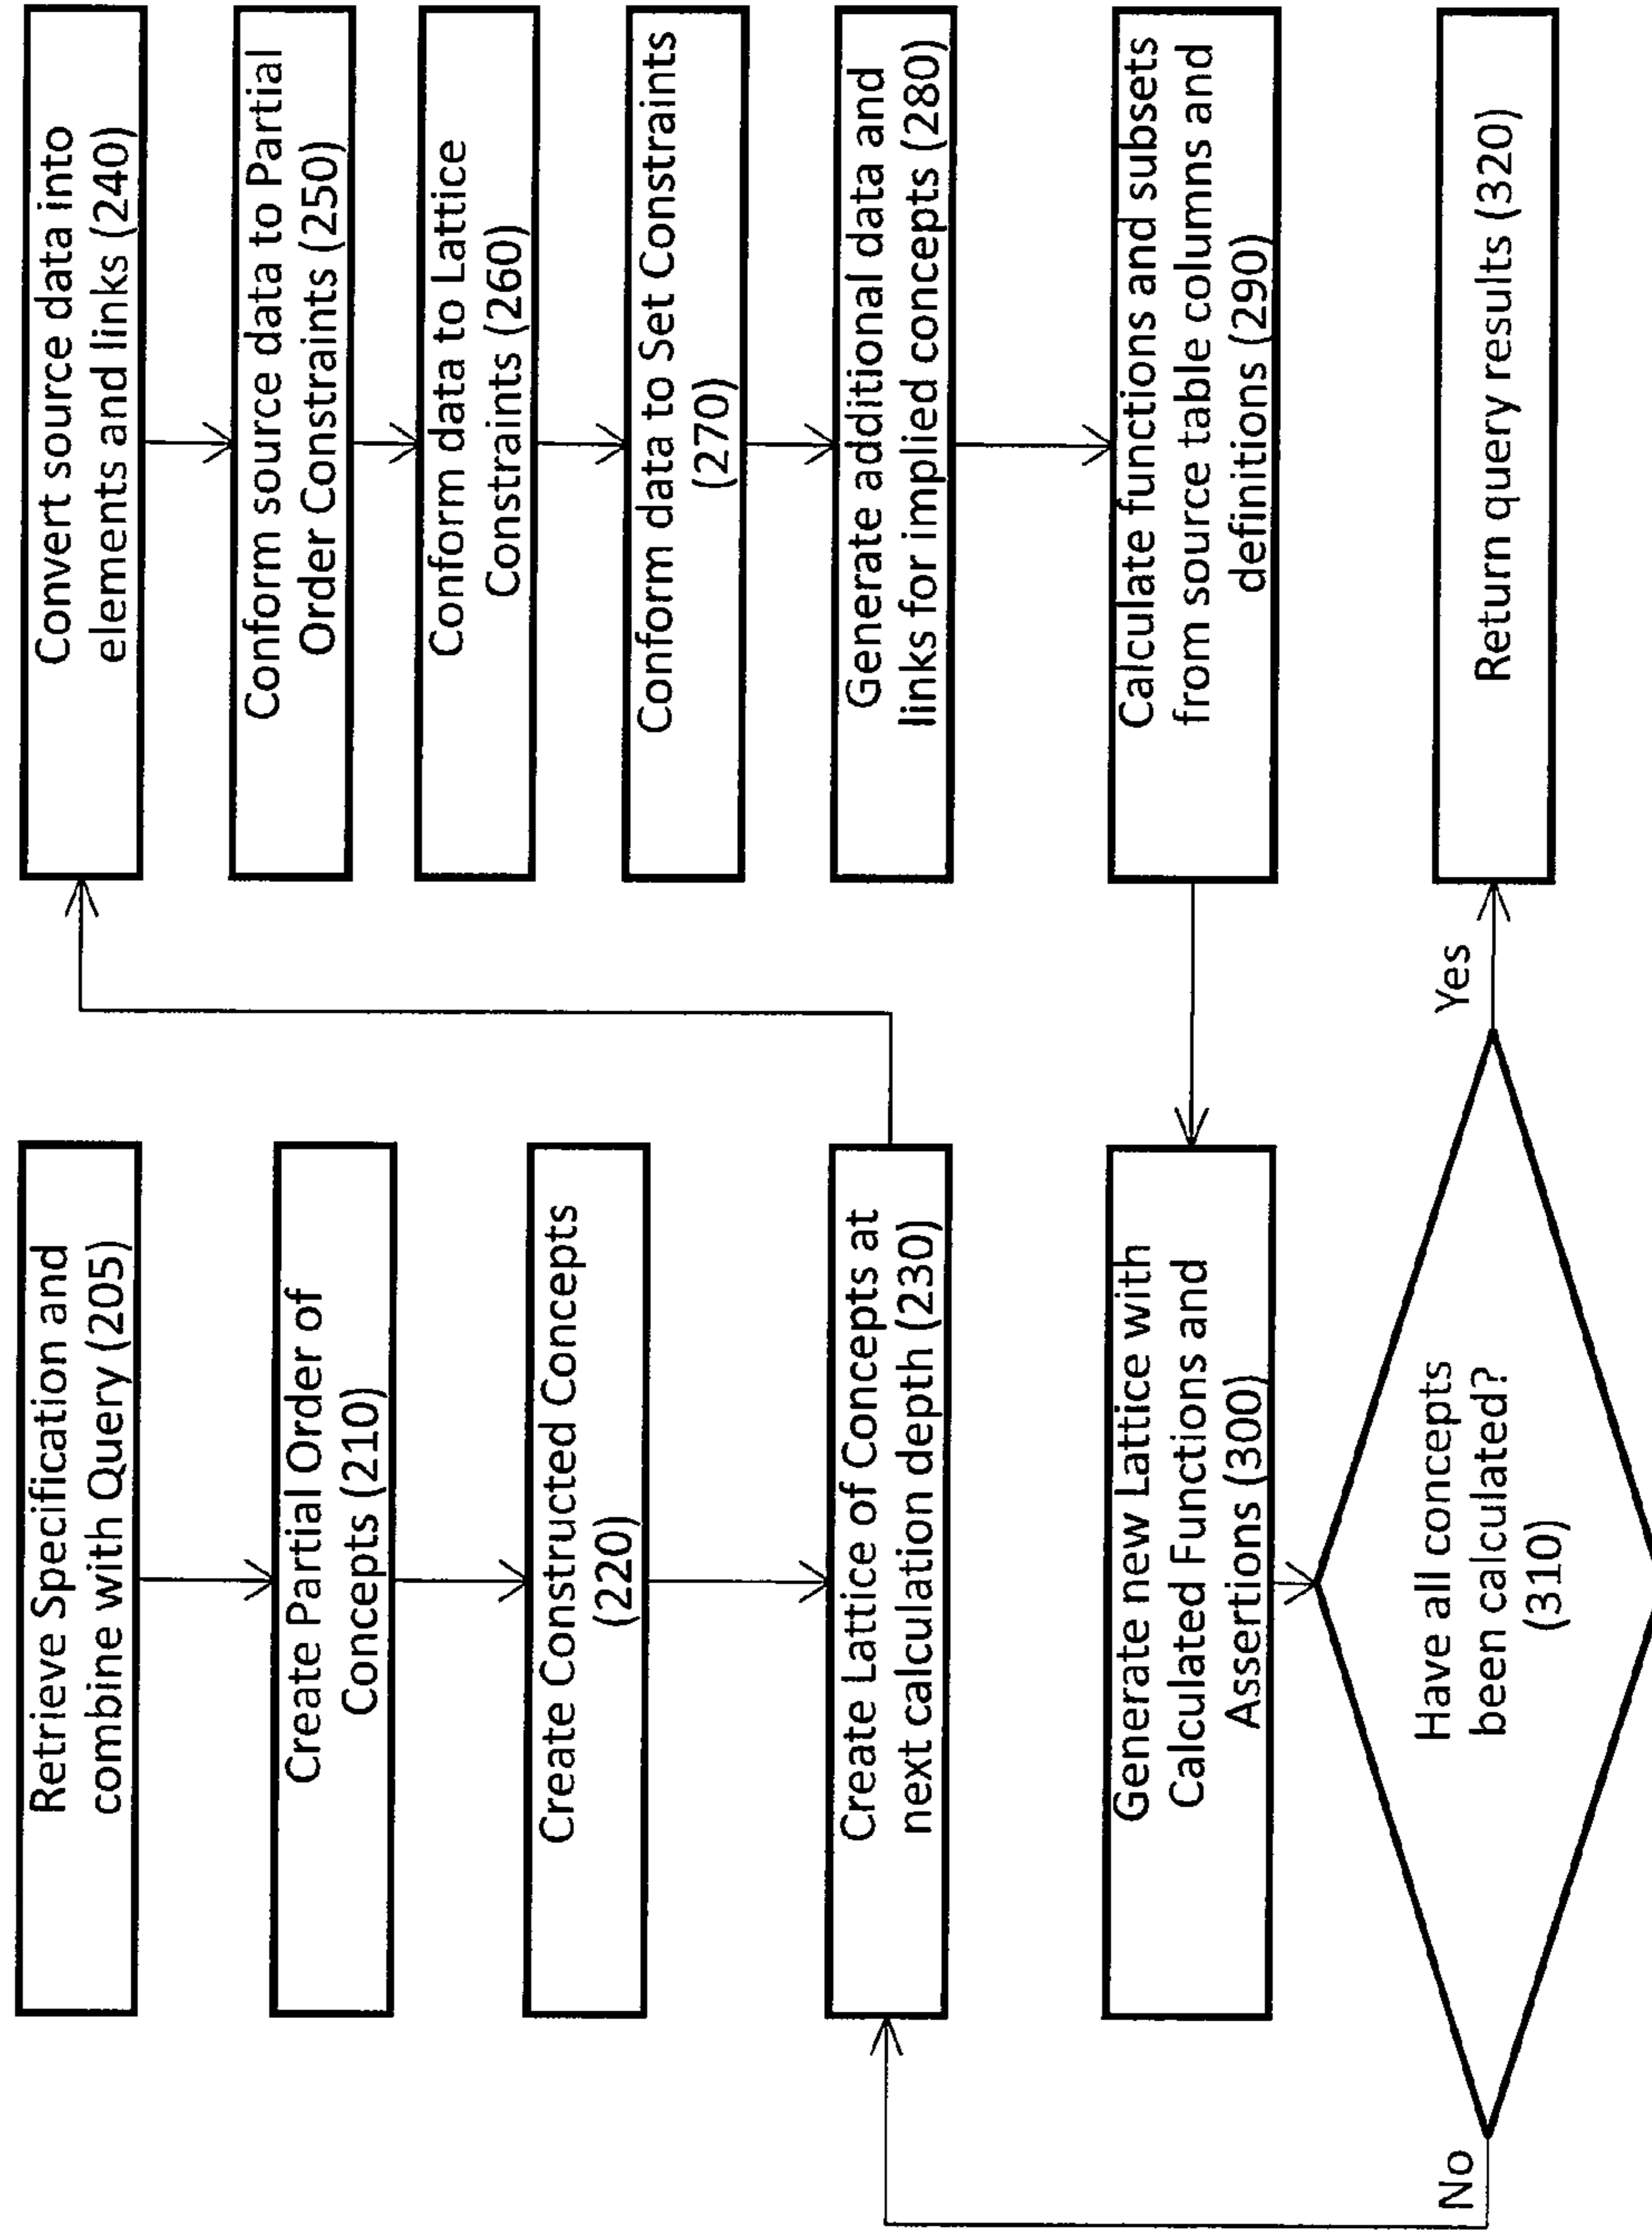 Retrieve Specification and
combine with Query (205)
Create Partial Order of
Concepts (210)
Create Constructed Concepts
(220)
Create Lattice of Concepts at
next calculation depth (230)
Convert source data into
elements and links (240)
Conform source data to Partial
Order Constraints (250)
Conform data to Lattice
Constraints (260)
Conform data to Set Constraints
(270)
Generate additional data and
links for implied concepts (280)
Calculate functions and subsets
from source table columns and
definitions (290)
Generate new Lattice with
Calculated Functions and
Assertions (300)
Have all concepts
been calculated?
(310)
No
Yes
Return query results (320)